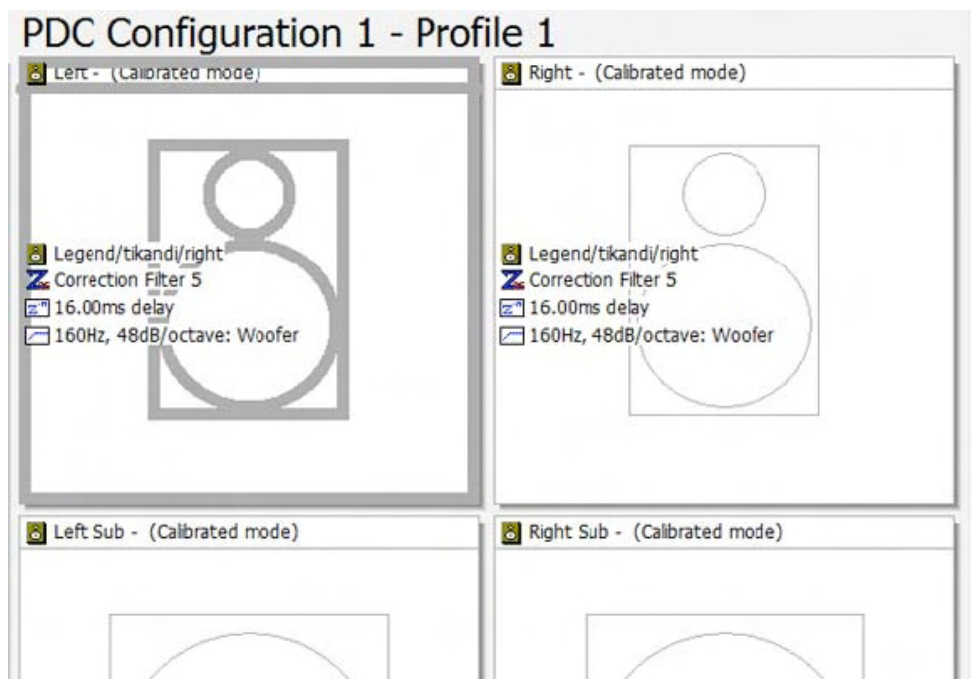 PDC Configuration 1 - Profile 1
Left - (Calibrated mode)
Legend/tikandi/right
Correction Filter 5
16.00ms delay
160Hz, 48dB/octave: Woofer
Right - (Calibrated mode)
Legend/tikandi/right
Correction Filter 5
16.00ms delay
160Hz, 48dB/octave: Woofer
Left Sub - (Calibrated mode)
Right Sub - (Calibrated mode)